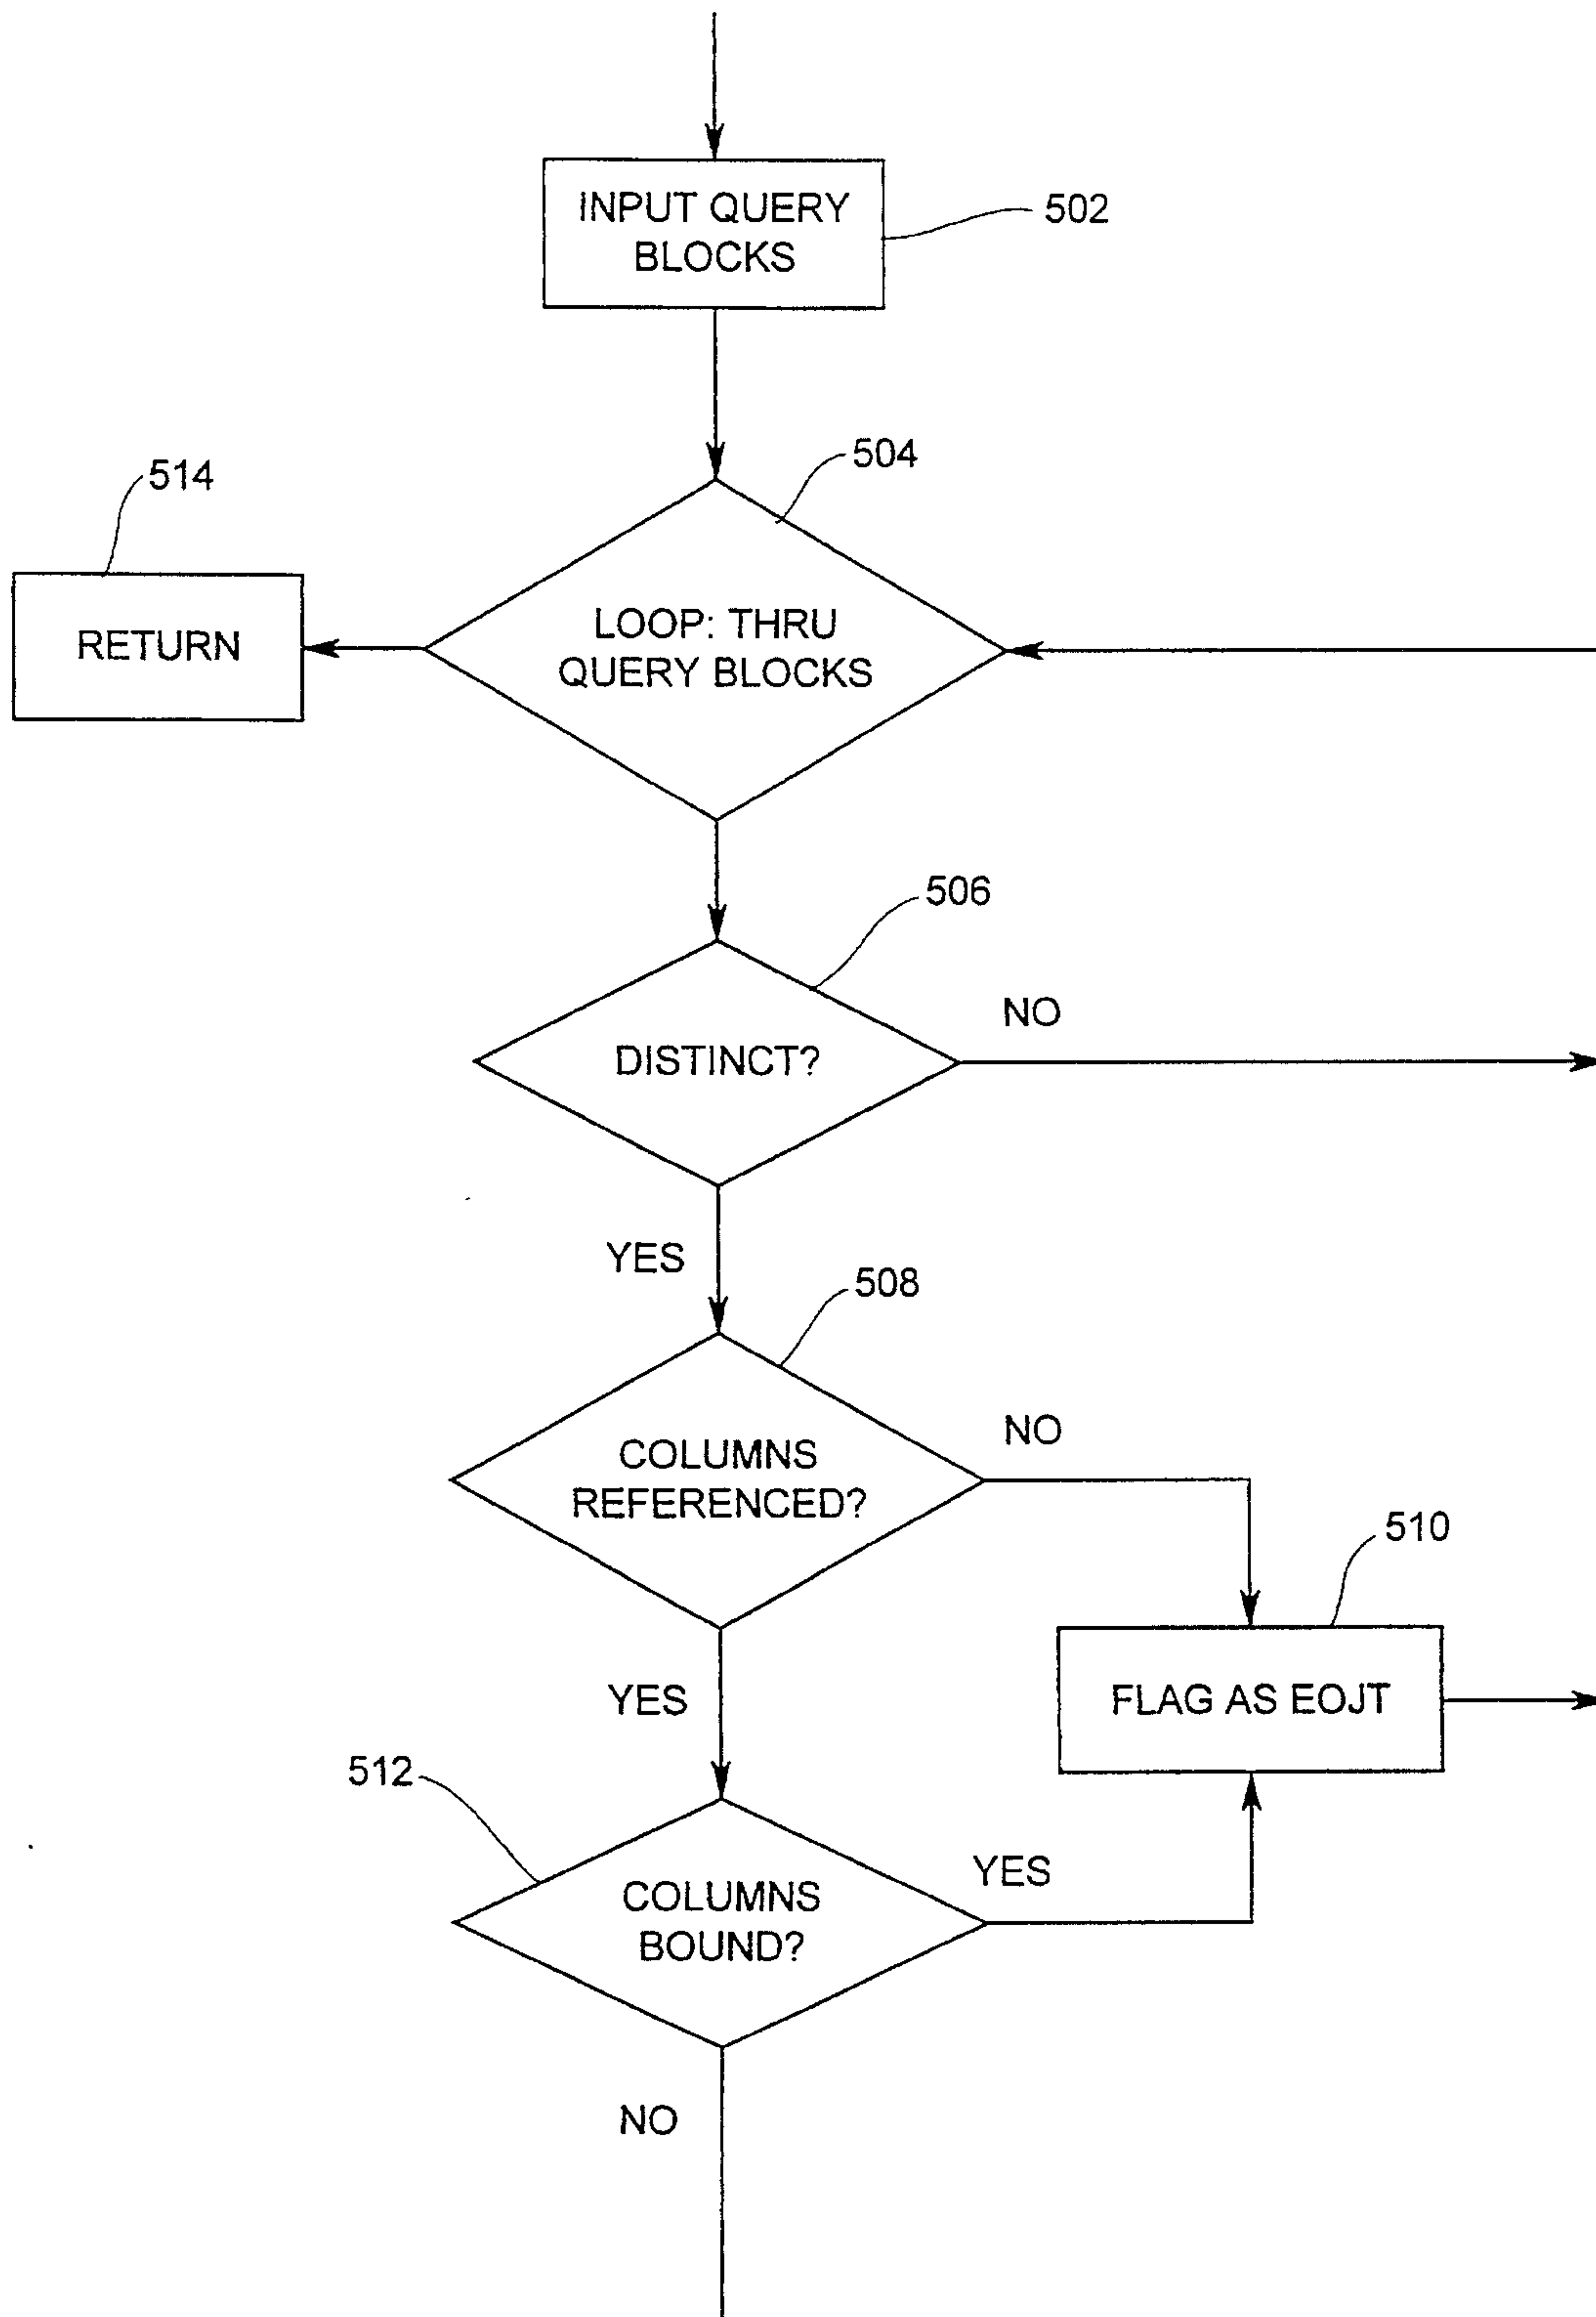 INPUT QUERY
BLOCKS
502
504
514
RETURN
LOOP: THRU
QUERY BLOCKS
506
NO
DISTINCT?
YES
508
NO
COLUMNS
REFERENCED?
510
YES
FLAG AS EOJT
512
YES
COLUMNS
BOUND?
NO